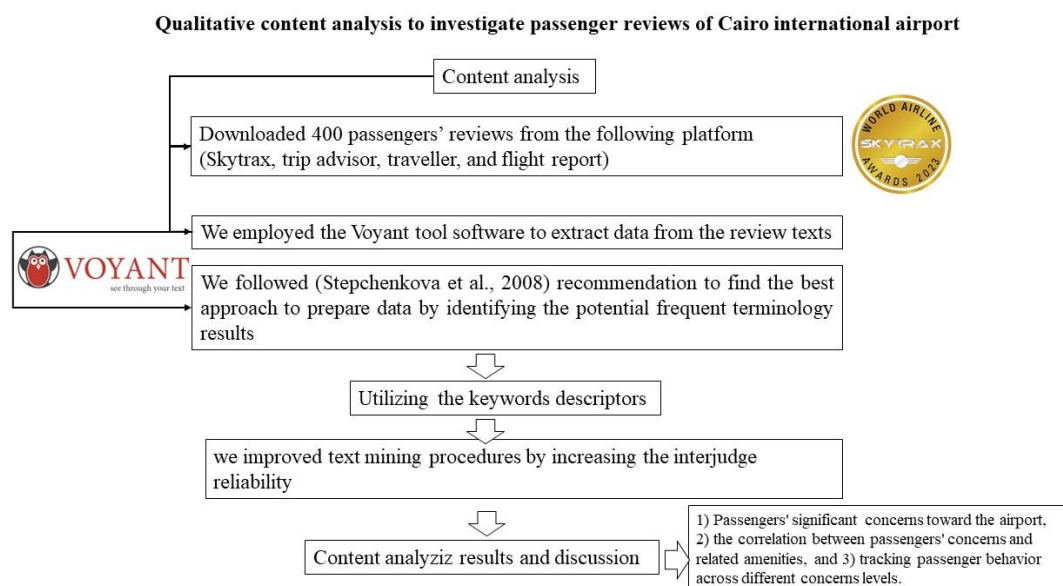 Qualitative content analysis to investigate passenger reviews of Cairo international airport
Content analysis
Downloaded 400 passengers' reviews from the following platform
(Skytrax, trip advisor, traveller, and flight report)
WORLD AIRLINE
SKYTRAX
AWARDS 2023
We employed the Voyant tool software to extract data from the review texts
VOYANT
see through your text
We followed (Stepchenkova et al., 2008) recommendation to find the best
approach to prepare data by identifying the potential frequent terminology
results
Utilizing the keywords descriptors
we improved text mining procedures by increasing the interjudge
reliability
Content analyziz results and discussion
1) Passengers' significant concerns toward the airport,
2) the correlation between passengers' concerns and
related amenities, and 3) tracking passenger behavior
across different concerns levels.